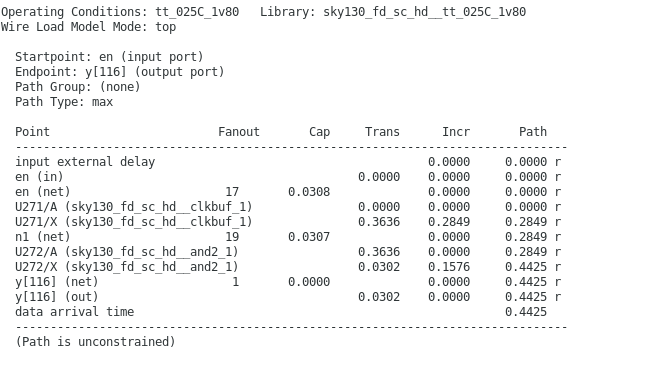 Operating Conditions: tt_025C_1v80   Library: sky130_fd_sc_hd__tt_025C_1v80
Wire Load Model Mode: top
  Startpoint: en (input port)
  Endpoint: y[116] (output port)
  Path Group: (none)
  Path Type: max
  Point                        Fanout       Cap     Trans      Incr       Path
  -------------------------------------------------------------------------------
  input external delay                                       0.0000     0.0000 r
  en (in)                                          0.0000    0.0000     0.0000 r
  en (net)                      17       0.0308              0.0000     0.0000 r
  U271/A (sky130_fd_sc_hd__clkbuf_1)               0.0000    0.0000     0.0000 r
  U271/X (sky130_fd_sc_hd__clkbuf_1)               0.3636    0.2849     0.2849 r
  n1 (net)                      19       0.0307              0.0000     0.2849 r
  U272/A (sky130_fd_sc_hd__and2_1)                 0.3636    0.0000     0.2849 r
  U272/X (sky130_fd_sc_hd__and2_1)                 0.0302    0.1576     0.4425 r
  y[116] (net)                   1       0.0000              0.0000     0.4425 r
  y[116] (out)                                     0.0302    0.0000     0.4425 r
  data arrival time                                                     0.4425
  -------------------------------------------------------------------------------
  (Path is unconstrained)